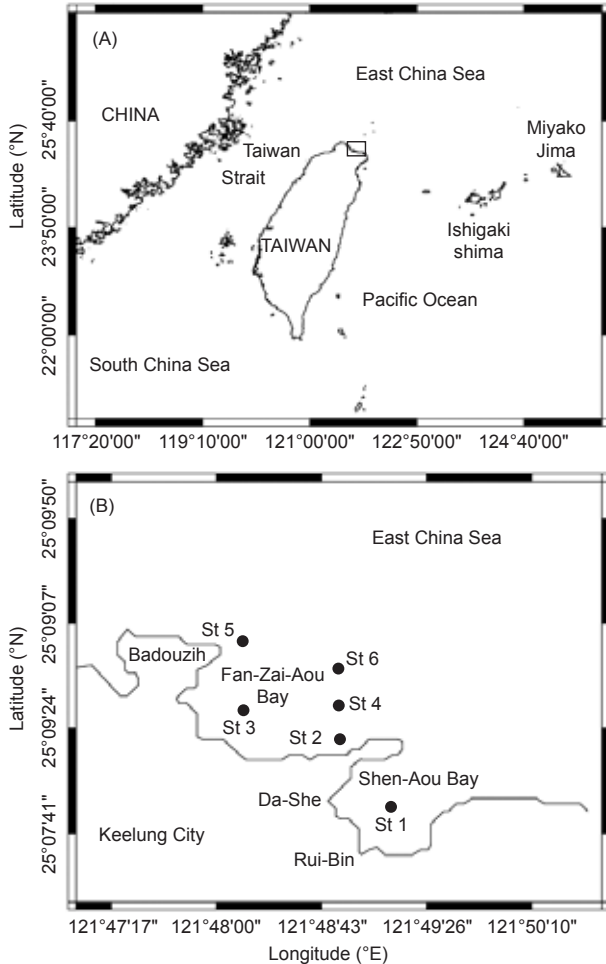 (A)
East China Sea
CHINA
Taiwan
Strait
Miyako
Jima
Ishigaki
shima
TAIWAN
Pacific Ocean
South China Sea
Latitude (°N)
25°40'00"
23°50'00"
22°00'00"
117°20'00" 119°10'00" 121°00'00" 122°50'00" 124°40'00"
(B)
East China Sea
St 5
Badouzih
St 6
Fan-Zai-Aou
Bay
St 4
St 3
St 2
Shen-Aou Bay
Da-She
St 1
Keelung City
Rui-Bin
Latitude (°N)
25°09'50"
25°09'07"
25°09'24"
25°07'41"
121°47'17" 121°48'00" 121°48'43" 121°49'26" 121°50'10"
Longitude (°E)